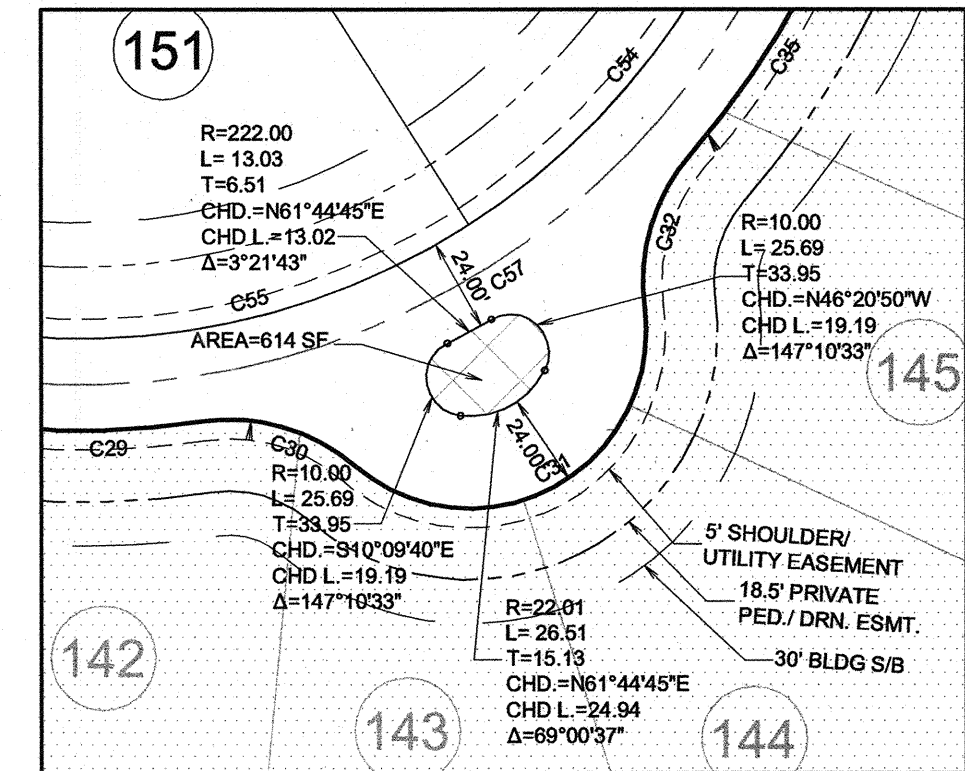 151
C54
C35
R=222.00
L= 13.03
T=6.51
CHD.=N61°44'45"E
CHD L.=13.02
Δ=3°21'43"
C32
R=10.00
L= 25.69
T=33.95
CHD.=N46°20'50"W
CHD L.=19.19
Δ=147°10'33"
24.00'
C57
C55
AREA=614 SF
145
C29
C30
24.00'
C31
R=10.00
L= 25.69
T=33.95
CHD.=S10°09'40"E
CHD L.=19.19
Δ=147°10'33"
5' SHOULDER/
UTILITY EASEMENT
18.5' PRIVATE
PED./ DRN. ESMT.
30' BLDG S/B
R=22.01
L= 26.51
T=15.13
CHD.=N61°44'45"E
CHD L.=24.94
Δ=69°00'37"
142
143
144